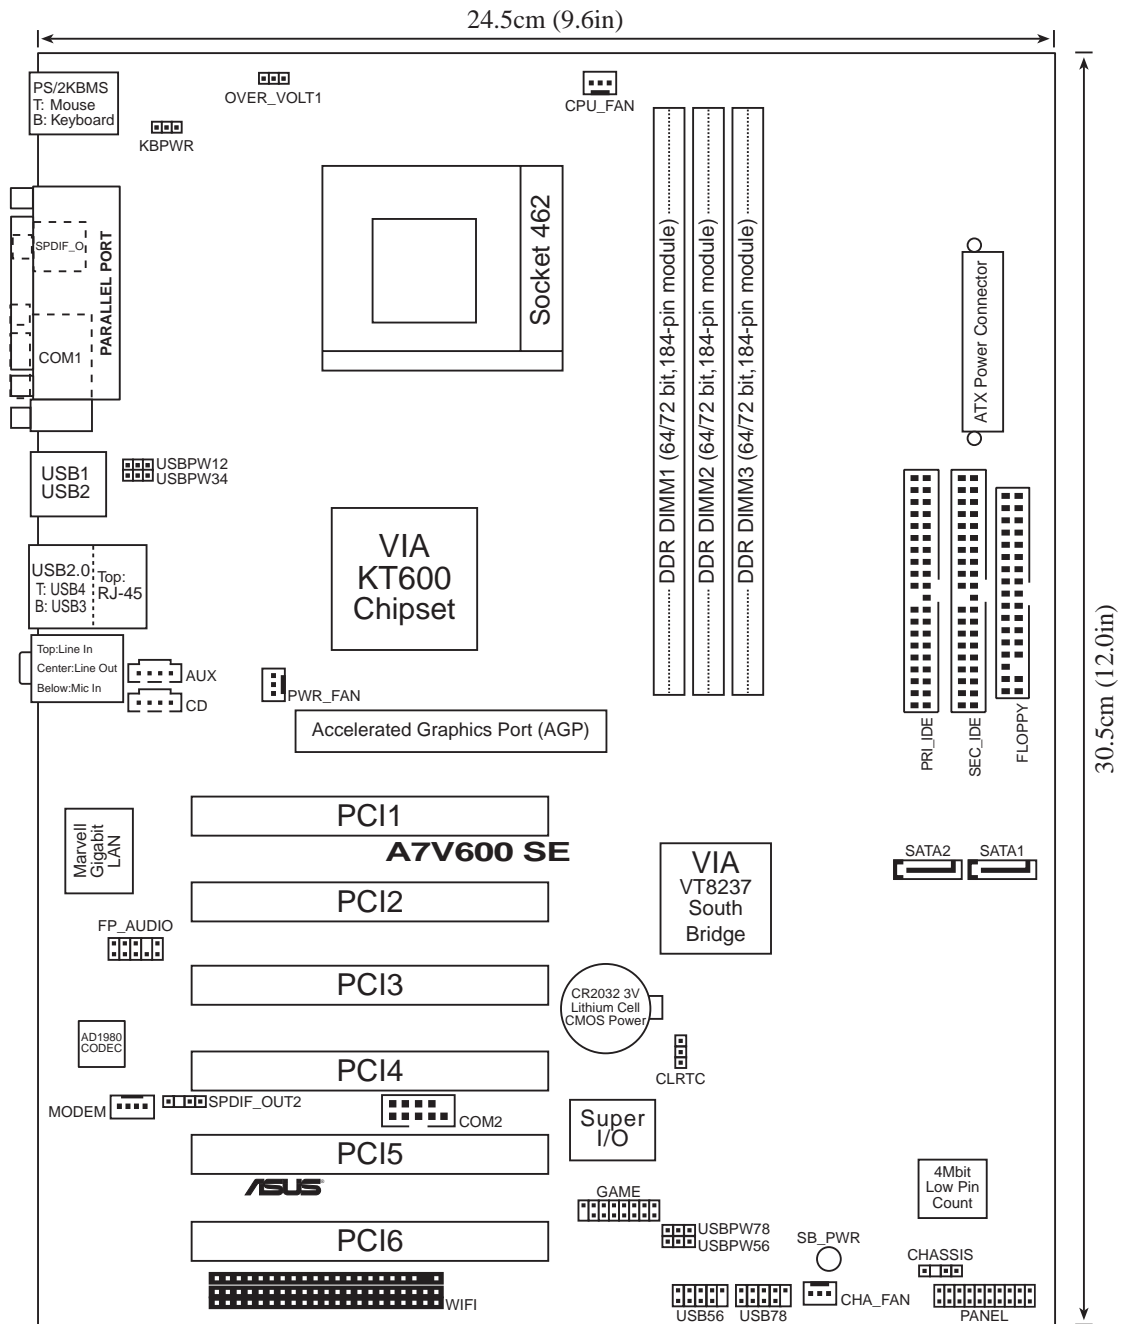 24.5cm (9.6in)
PS/2KBMS
T: Mouse
B: Keyboard
OVER_VOLT1
CPU_FAN
KBPWR
SPDIF_O
PARALLEL PORT
COM1
Socket 462
DDR DIMM1 (64/72 bit,184-pin module)
DDR DIMM2 (64/72 bit,184-pin module)
DDR DIMM3 (64/72 bit,184-pin module)
ATX Power Connector
USB1
USB2
USBPW12
USBPW34
VIA
KT600
Chipset
USB2.0
T: USB4
B: USB3
Top:
RJ-45
Top:Line In
Center:Line Out
Below:Mic In
AUX
CD
PWR_FAN
Accelerated Graphics Port (AGP)
PRI_IDE
SEC_IDE
FLOPPY
30.5cm (12.0in)
PCI1
A7V600 SE
Marvell
Gigabit
LAN
VIA
VT8237
South
Bridge
SATA2
SATA1
PCI2
FP_AUDIO
PCI3
CR2032 3V
Lithium Cell
CMOS Power
AD1980
CODEC
PCI4
CLRTC
MODEM
SPDIF_OUT2
COM2
Super
I/O
PCI5
ASUS
4Mbit
Low Pin
Count
GAME
USBPW78
USBPW56
SB_PWR
PCI6
CHASSIS
WIFI
USB56
USB78
CHA_FAN
PANEL